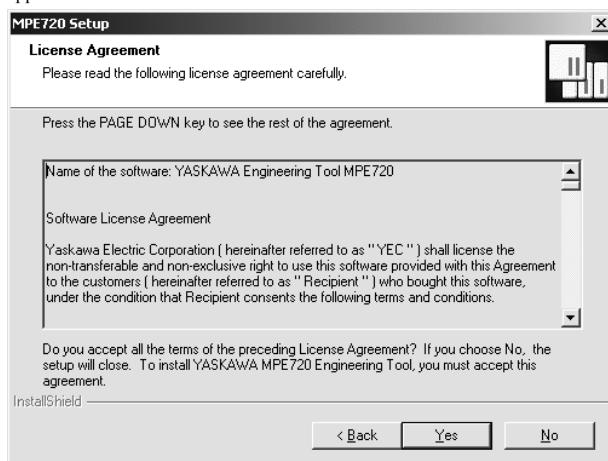 MPE720 Setup
License Agreement
Please read the following license agreement carefully.
Press the PAGE DOWN key to see the rest of the agreement.
Name of the software: YASKAWA Engineering Tool MPE720
Software License Agreement
Yaskawa Electric Corporation ( hereinafter referred to as " YEC " ) shall license the
non-transferable and non-exclusive right to use this software provided with this Agreement
to the customers ( hereinafter referred to as " Recipient " ) who bought this software,
under the condition that Recipient consents the following terms and conditions.
Do you accept all the terms of the preceding License Agreement? If you choose No, the
setup will close. To install YASKAWA MPE720 Engineering Tool, you must accept this
agreement.
InstallShield
< Back Yes No